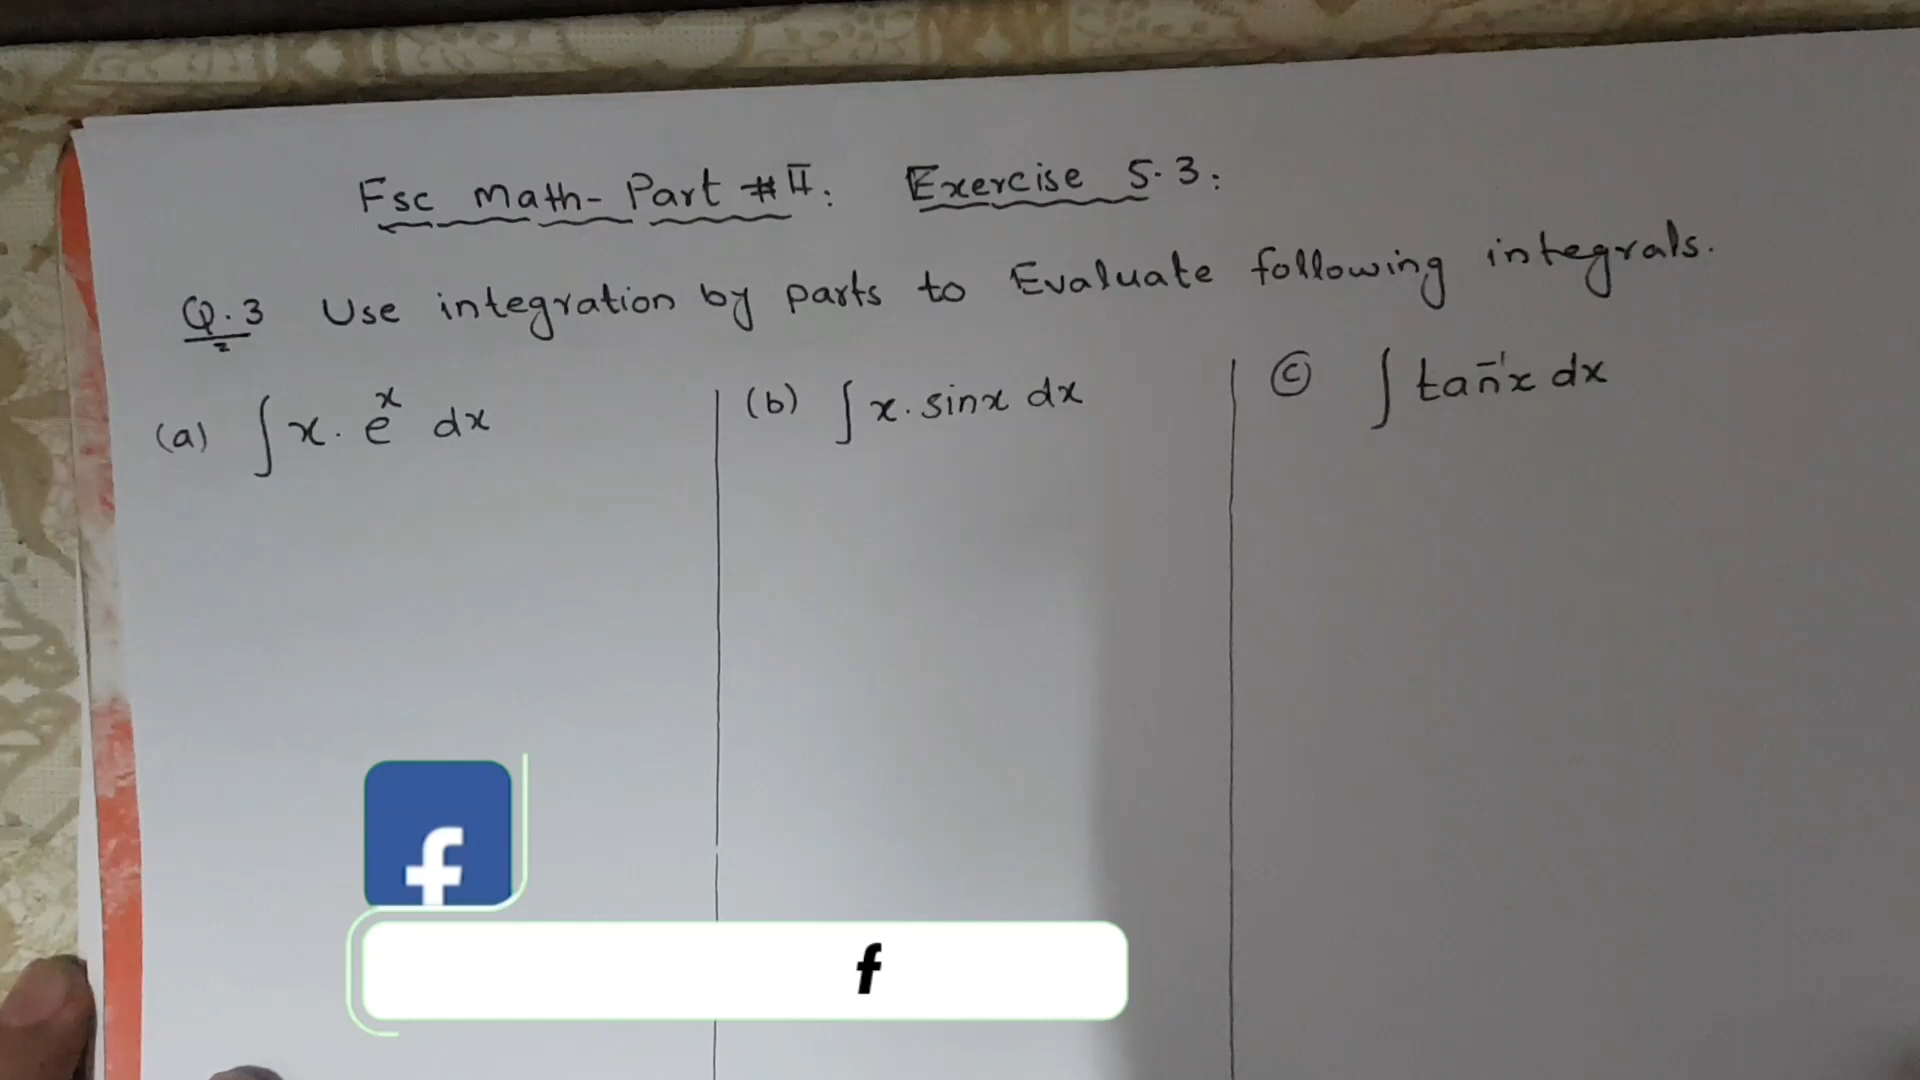 Fsc Math- Part # II: Exercise 5.3:
Q.3 Use integration by parts to Evaluate following integrals.
(a) ∫ x. eˣ dx (b) ∫ x. sinx dx © ∫ tan⁻¹x dx
f
f